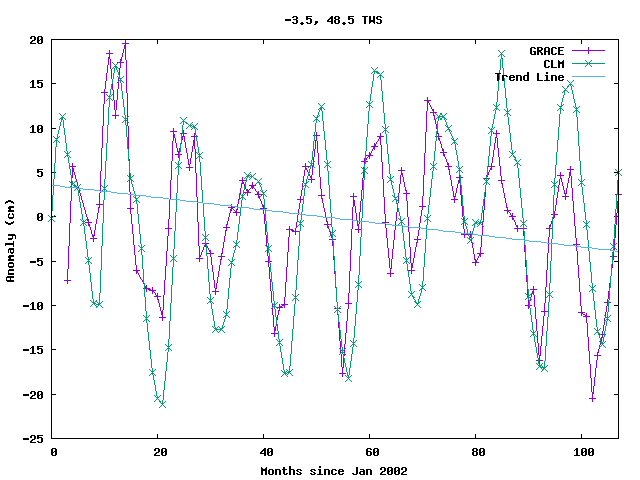 -3.5, 48.5 TWS
GRACE
CLM
Trend Line
20
15
10
5
0
-5
-10
-15
-20
-25
Anomaly (cm)
0 20 40 60 80 100
Months since Jan 2002